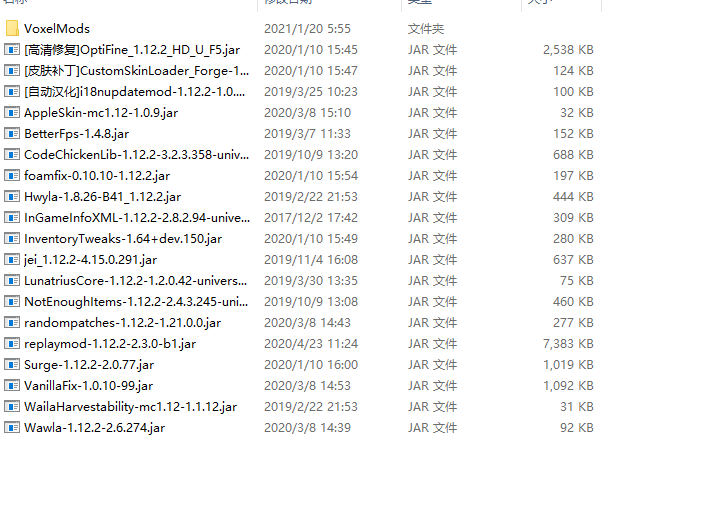 名称 修改日期 类型 大小
VoxelMods 2021/1/20 5:55 文件夹
[高清修复]OptiFine_1.12.2_HD_U_F5.jar 2020/1/10 15:45 JAR 文件 2,538 KB
[皮肤补丁]CustomSkinLoader_Forge-1... 2020/1/10 15:47 JAR 文件 124 KB
[自动汉化]i18nupdatemod-1.12.2-1.0.... 2019/3/25 10:23 JAR 文件 100 KB
AppleSkin-mc1.12-1.0.9.jar 2020/3/8 15:10 JAR 文件 32 KB
BetterFps-1.4.8.jar 2019/3/7 11:33 JAR 文件 152 KB
CodeChickenLib-1.12.2-3.2.3.358-univ... 2019/10/9 13:20 JAR 文件 688 KB
foamfix-0.10.10-1.12.2.jar 2020/1/10 15:54 JAR 文件 197 KB
Hwyla-1.8.26-B41_1.12.2.jar 2019/2/22 21:53 JAR 文件 444 KB
InGameInfoXML-1.12.2-2.8.2.94-unive... 2017/12/2 17:42 JAR 文件 309 KB
InventoryTweaks-1.64+dev.150.jar 2020/1/10 15:49 JAR 文件 280 KB
jei_1.12.2-4.15.0.291.jar 2019/11/4 16:08 JAR 文件 637 KB
LunatriusCore-1.12.2-1.2.0.42-univers... 2019/3/30 13:35 JAR 文件 75 KB
NotEnoughItems-1.12.2-2.4.3.245-uni... 2019/10/9 13:08 JAR 文件 460 KB
randompatches-1.12.2-1.21.0.0.jar 2020/3/8 14:43 JAR 文件 277 KB
replaymod-1.12.2-2.3.0-b1.jar 2020/4/23 11:24 JAR 文件 7,383 KB
Surge-1.12.2-2.0.77.jar 2020/1/10 16:00 JAR 文件 1,019 KB
VanillaFix-1.0.10-99.jar 2020/3/8 14:53 JAR 文件 1,092 KB
WailaHarvestability-mc1.12-1.1.12.jar 2019/2/22 21:53 JAR 文件 31 KB
Wawla-1.12.2-2.6.274.jar 2020/3/8 14:39 JAR 文件 92 KB